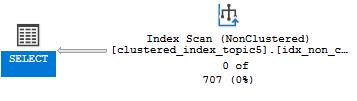 Index Scan (NonClustered)
[clustered_index_topic5].[idx_non_c…
0 of
707 (0%)
SELECT